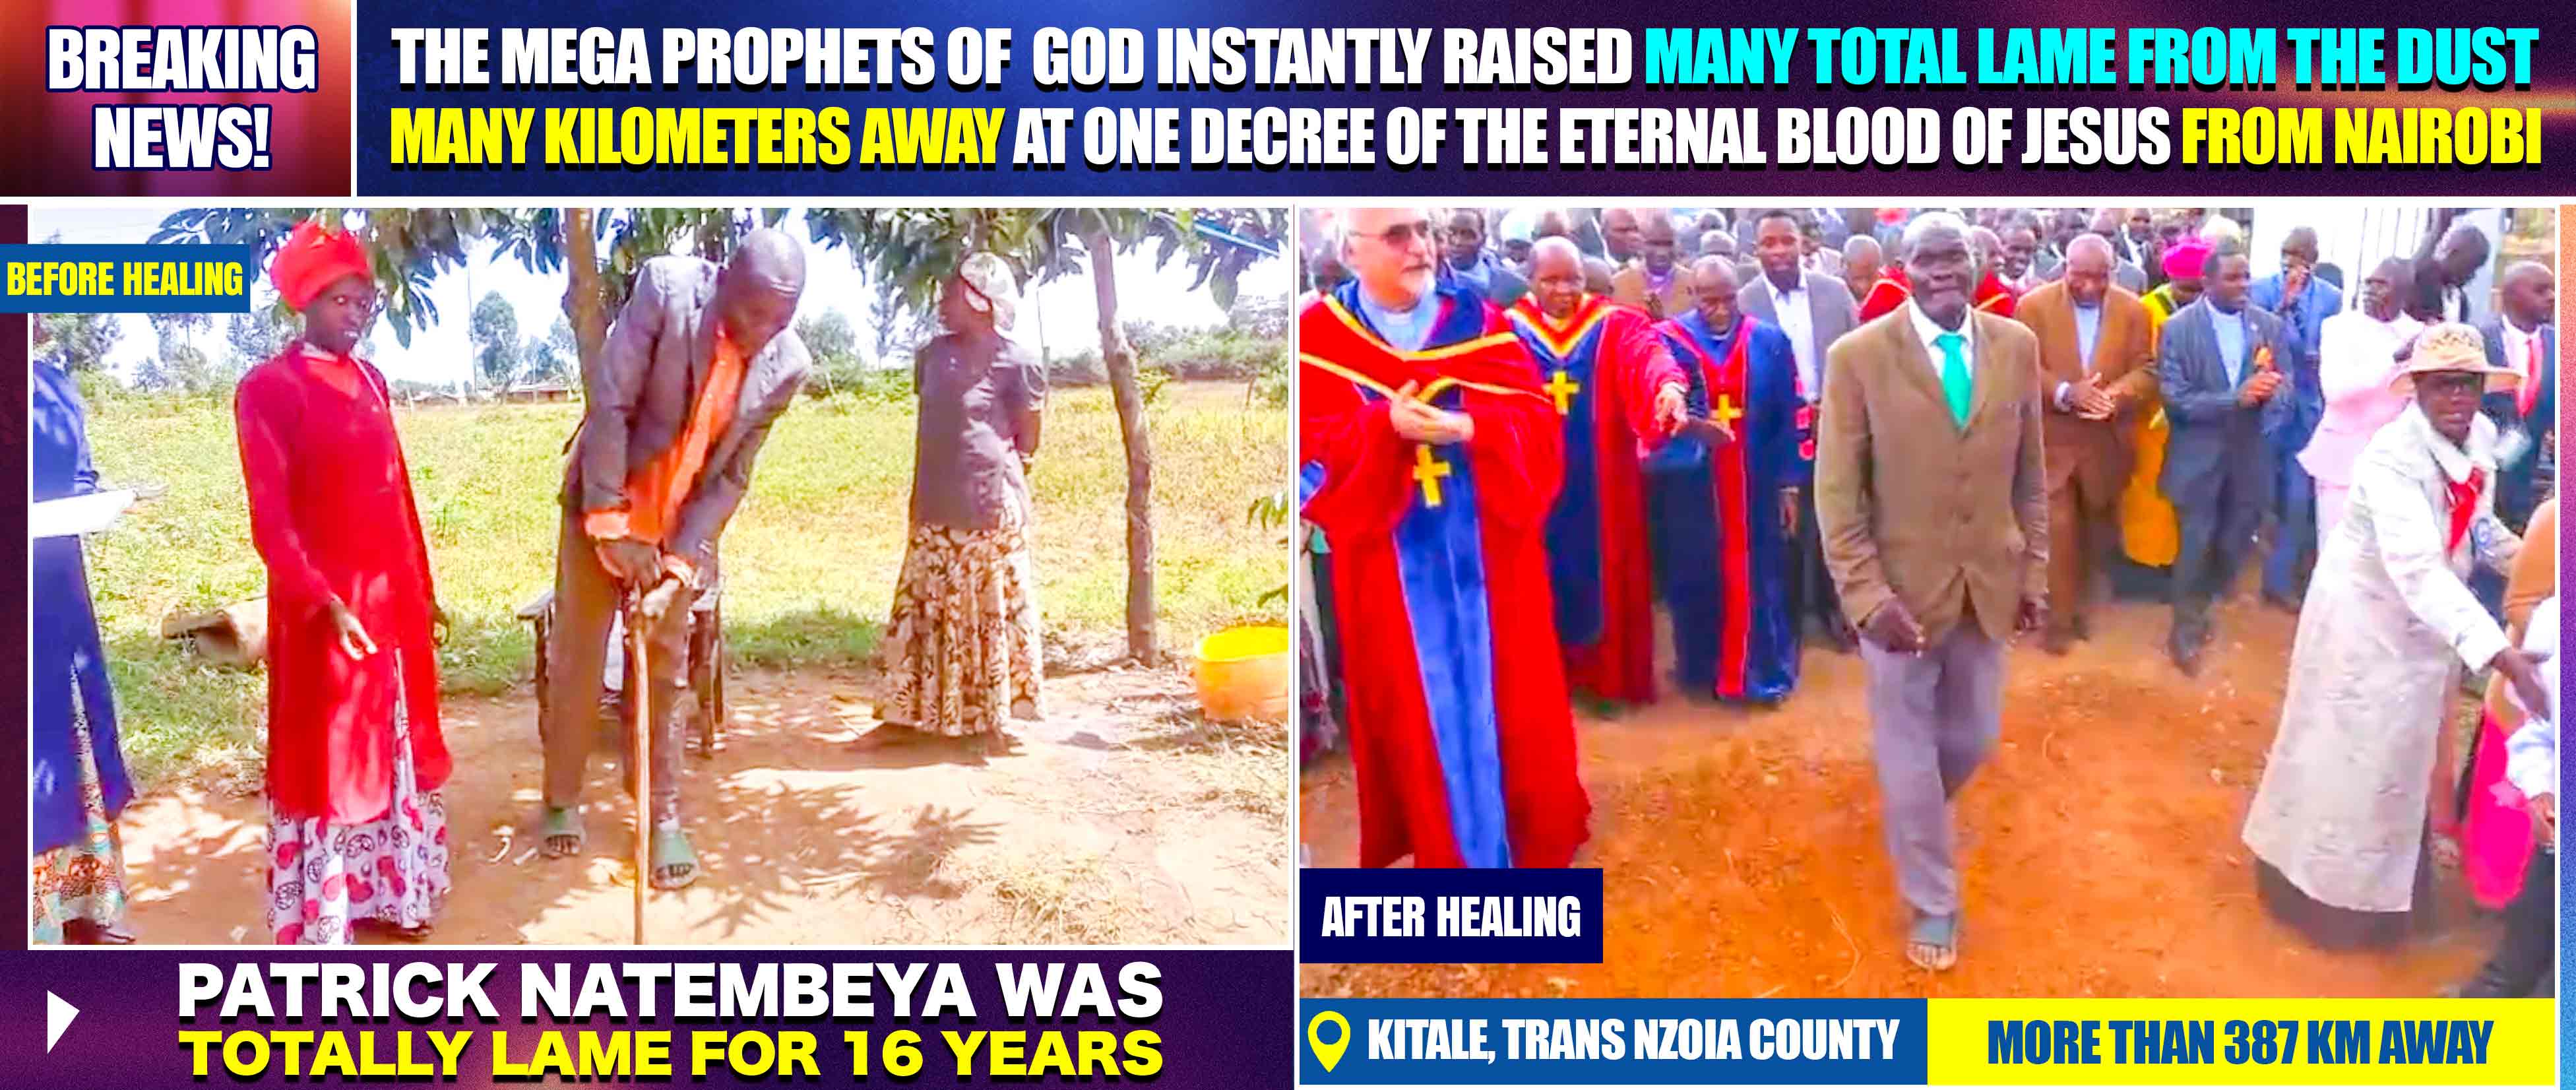 BREAKING
NEWS!
THE MEGA PROPHETS OF GOD INSTANTLY RAISED MANY TOTAL LAME FROM THE DUST
MANY KILOMETERS AWAY AT ONE DECREE OF THE ETERNAL BLOOD OF JESUS FROM NAIROBI
BEFORE HEALING
AFTER HEALING
PATRICK NATEMBEYA WAS
TOTALLY LAME FOR 16 YEARS
KITALE, TRANS NZOIA COUNTY
MORE THAN 387 KM AWAY